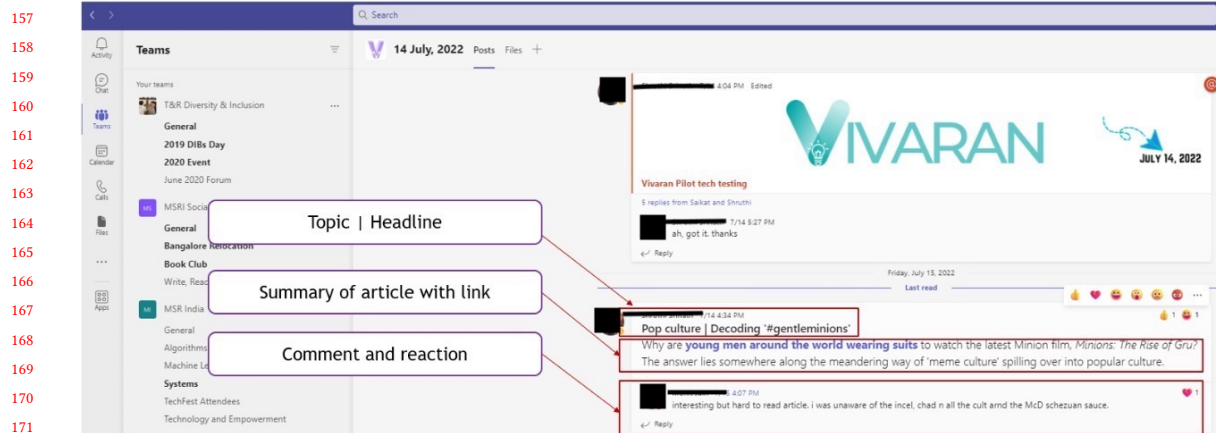 157
158
159
160
161
162
163
164
165
166
167
168
169
170
171
Search
Activity
Chat
Teams
Calendar
Calls
Files
Apps
Teams
Your teams
T&R Diversity & Inclusion
General
2019 DIBs Day
2020 Event
June 2020 Forum
MS
MSRI Socia
General
Bangalore Relocation
Book Club
Write, Read
MI
MSR India
General
Algorithms
Machine Le
Systems
TechFest Attendees
Technology and Empowerment
Topic | Headline
Summary of article with link
Comment and reaction
14 July, 2022 Posts Files
4:04 PM Edited
VIVARAN
JULY 14, 2022
Vivaran Pilot tech testing
5 replies from Saikat and Shruthi
7/14 5:27 PM
ah, got it. thanks
Reply
Friday, July 15, 2022
Last read
7/14 4:34 PM
1 1
Pop culture | Decoding '#gentleminions'
Why are young men around the world wearing suits to watch the latest Minion film, Minions: The Rise of Gru?
The answer lies somewhere along the meandering way of 'meme culture' spilling over into popular culture.
4:07 PM
1
interesting but hard to read article. i was unaware of the incel, chad n all the cult arnd the McD schezuan sauce.
Reply